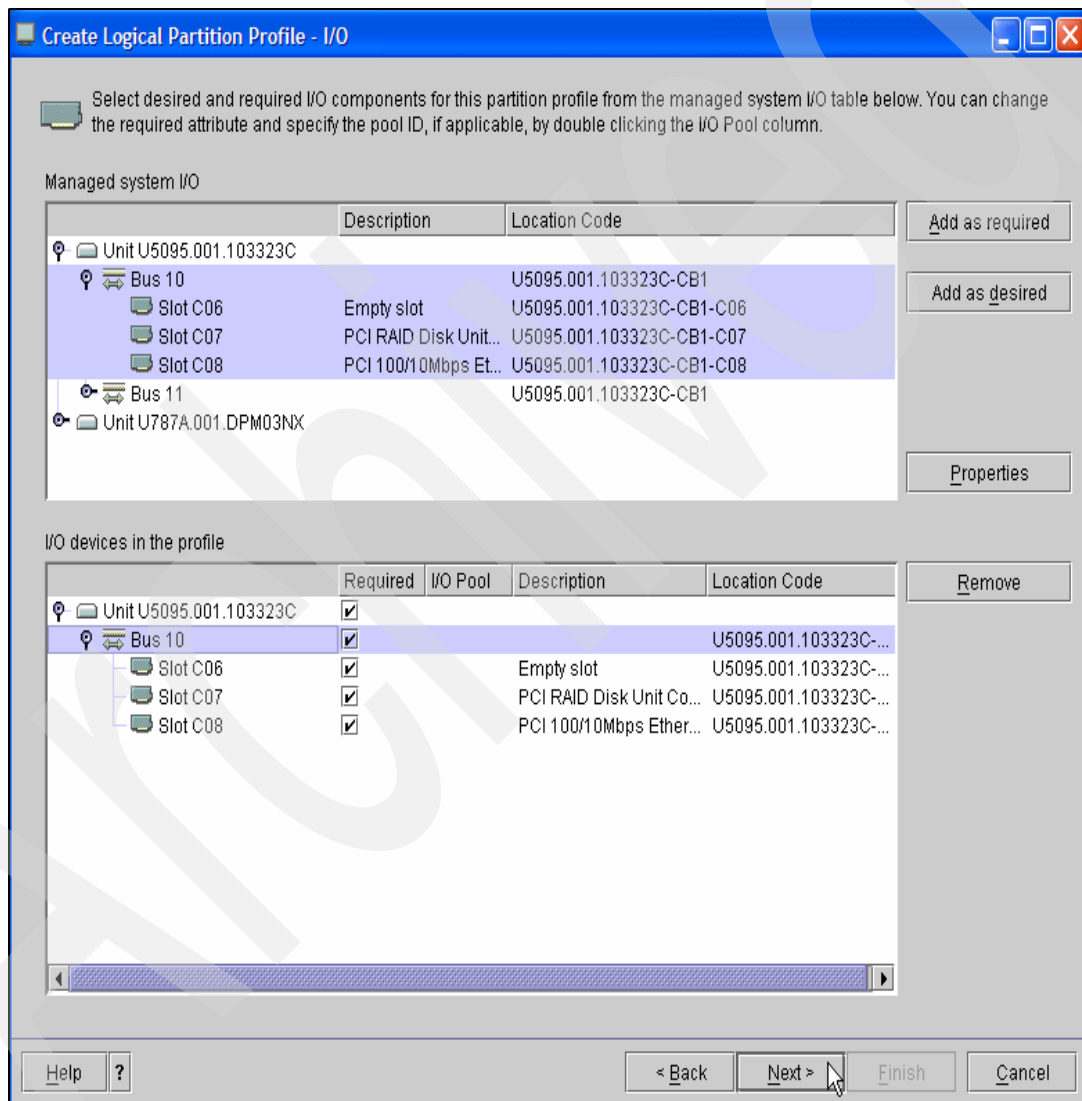 Create Logical Partition Profile - I/O
Select desired and required I/O components for this partition profile from the managed system I/O table below. You can change
the required attribute and specify the pool ID, if applicable, by double clicking the I/O Pool column.
Managed system I/O
Description Location Code
Add as required
Unit U5095.001.103323C
Bus 10 U5095.001.103323C-CB1
Add as desired
Slot C06 Empty slot U5095.001.103323C-CB1-C06
Slot C07 PCI RAID Disk Unit... U5095.001.103323C-CB1-C07
Slot C08 PCI 100/10Mbps Et... U5095.001.103323C-CB1-C08
Bus 11 U5095.001.103323C-CB1
Unit U787A.001.DPM03NX
Properties
I/O devices in the profile
Required I/O Pool Description Location Code
Remove
Unit U5095.001.103323C
Bus 10 U5095.001.103323C-...
Slot C06 Empty slot U5095.001.103323C-...
Slot C07 PCI RAID Disk Unit Co... U5095.001.103323C-...
Slot C08 PCI 100/10Mbps Ether... U5095.001.103323C-...
Help ? < Back Next > Finish Cancel